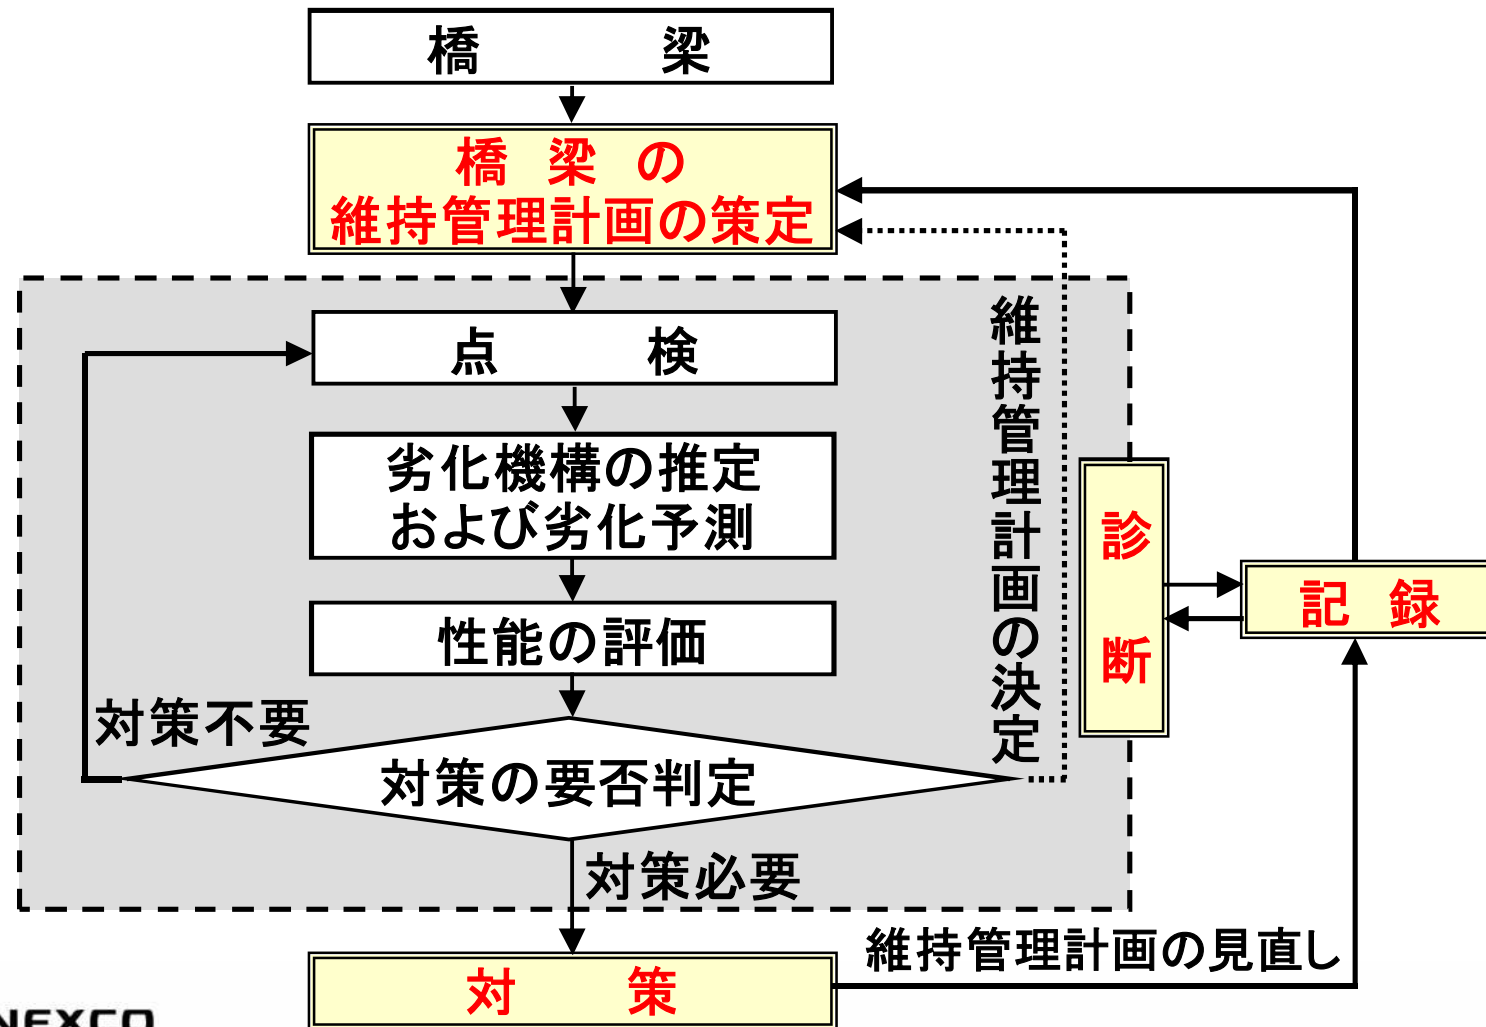 橋 梁
橋 梁 の
維持管理計画の策定
点 検
劣化機構の推定
および劣化予測
性能の評価
対策不要
対策の要否判定
維持管理計画の決定
診断
記 録
対策必要
維持管理計画の見直し
対 策
NEXCO